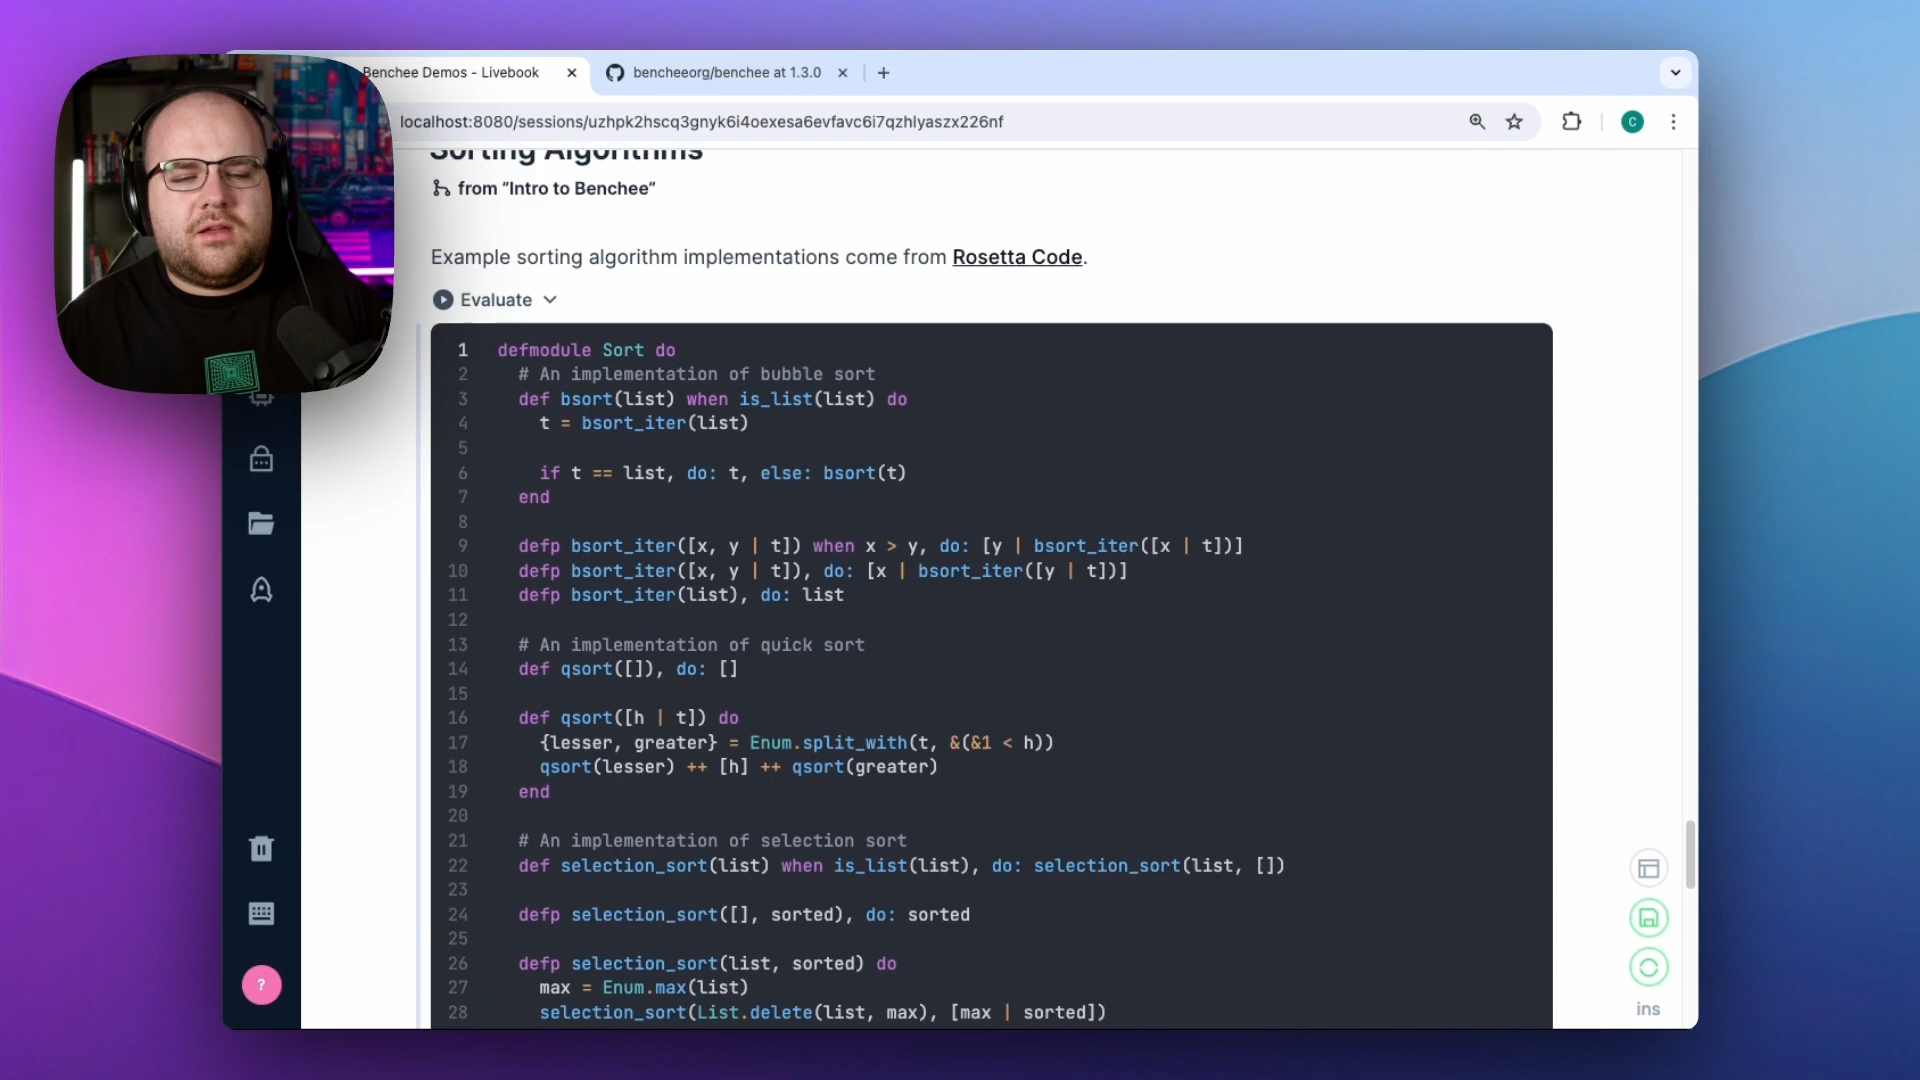 Benchee Demos - Livebook
bencheeorg/benchee at 1.3.0
localhost:8080/sessions/uzhpk2hscq3gnyk6i4oexesa6evfavc6i7qzhlyaszx226nf
C
Sorting Algorithms
from "Intro to Benchee"
Example sorting algorithm implementations come from Rosetta Code.
Evaluate
1 defmodule Sort do
2 # An implementation of bubble sort
3 def bsort(list) when is_list(list) do
4 t = bsort_iter(list)
5
6 if t == list, do: t, else: bsort(t)
7 end
8
9 defp bsort_iter([x, y | t]) when x > y, do: [y | bsort_iter([x | t])]
10 defp bsort_iter([x, y | t]), do: [x | bsort_iter([y | t])]
11 defp bsort_iter(list), do: list
12
13 # An implementation of quick sort
14 def qsort([]), do: []
15
16 def qsort([h | t]) do
17 {lesser, greater} = Enum.split_with(t, &(&1 < h))
18 qsort(lesser) ++ [h] ++ qsort(greater)
19 end
20
21 # An implementation of selection sort
22 def selection_sort(list) when is_list(list), do: selection_sort(list, [])
23
24 defp selection_sort([], sorted), do: sorted
25
26 defp selection_sort(list, sorted) do
27 max = Enum.max(list)
28 selection_sort(List.delete(list, max), [max | sorted])
?
ins